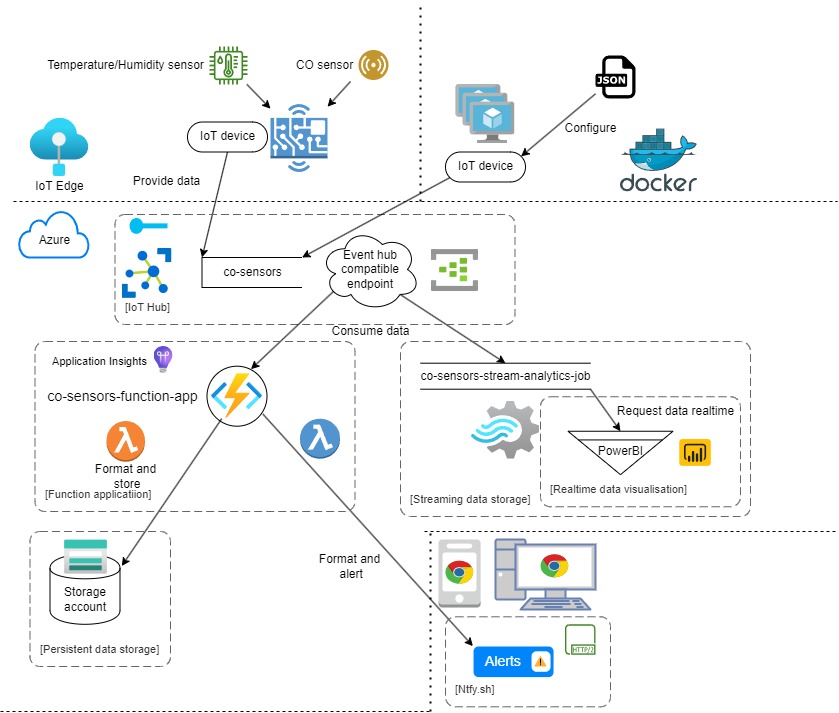 Temperature/Humidity sensor
CO sensor
JSON
IoT device
Configure
IoT device
docker
IoT Edge
Provide data
Azure
co-sensors
Event hub
compatible
endpoint
[IoT Hub]
Consume data
Application Insights
co-sensors-function-app
co-sensors-stream-analytics-job
Request data realtime
PowerBI
Format and
store
[Function applicatiion]
[Streaming data storage]
[Realtime data visualisation]
Format and
alert
Storage
account
[Persistent data storage]
HTTP/2
Alerts
[Ntfy.sh]